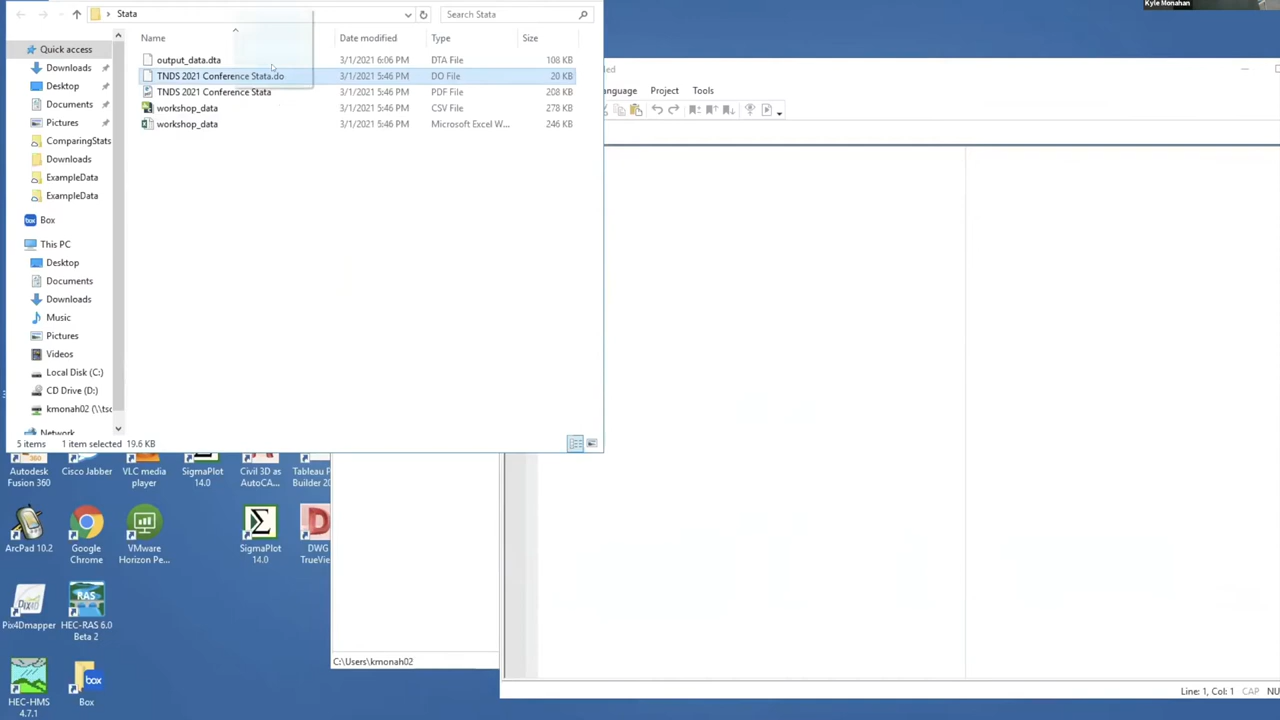 Kyle Monahan
Stata
Search Stata
Name
Date modified
Type
Size
Quick access
Downloads
Desktop
Documents
Pictures
ComparingStats
Downloads
ExampleData
ExampleData
Box
This PC
Desktop
Documents
Downloads
Music
Pictures
Videos
Local Disk (C:)
CD Drive (D:)
kmonah02 (\\tsc
Network
output_data.dta 3/1/2021 6:06 PM DTA File 108 KB
TNDS 2021 Conference Stata.do 3/1/2021 5:46 PM DO File 20 KB
TNDS 2021 Conference Stata 3/1/2021 5:46 PM PDF File 208 KB
workshop_data 3/1/2021 5:46 PM CSV File 278 KB
workshop_data 3/1/2021 5:46 PM Microsoft Excel W... 246 KB
5 items 1 item selected 19.6 KB
anguage Project Tools
Autodesk
Fusion 360
Cisco Jabber
VLC media
player
SigmaPlot
14.0
Civil 3D as
AutoCA...
Tableau P
Builder 20
ArcPad 10.2
Google
Chrome
VMware
Horizon Pe...
SigmaPlot
14.0
DWG
TrueView
Pix4Dmapper
RAS
HEC-RAS 6.0
Beta 2
HEC-HMS
4.7.1
box
Box
C:\Users\kmonah02
Line: 1, Col: 1 CAP NU